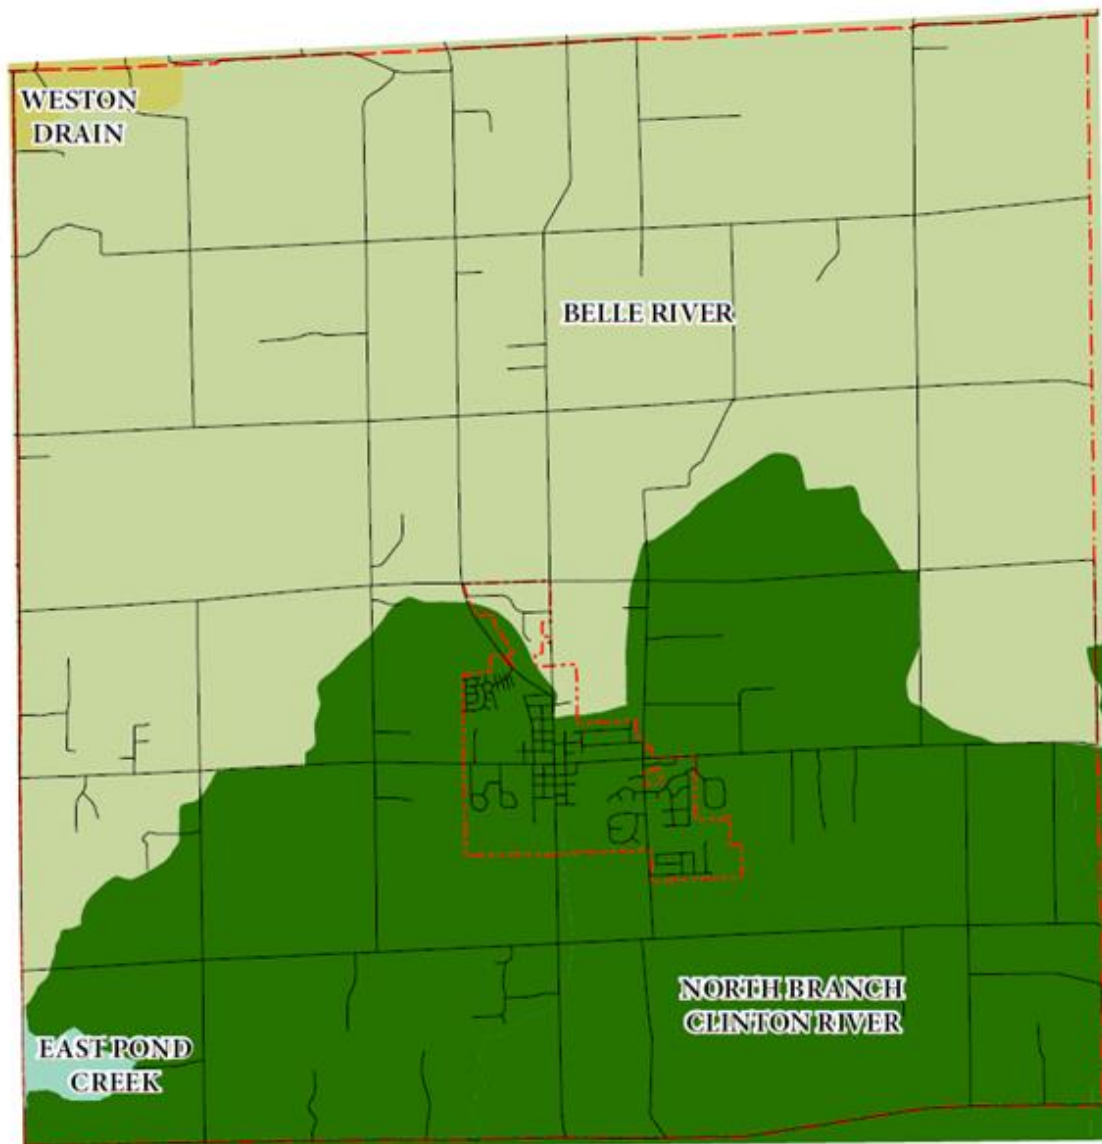 WESTON
DRAIN
BELLE RIVER
NORTH BRANCH
CLINTON RIVER
EAST POND
CREEK